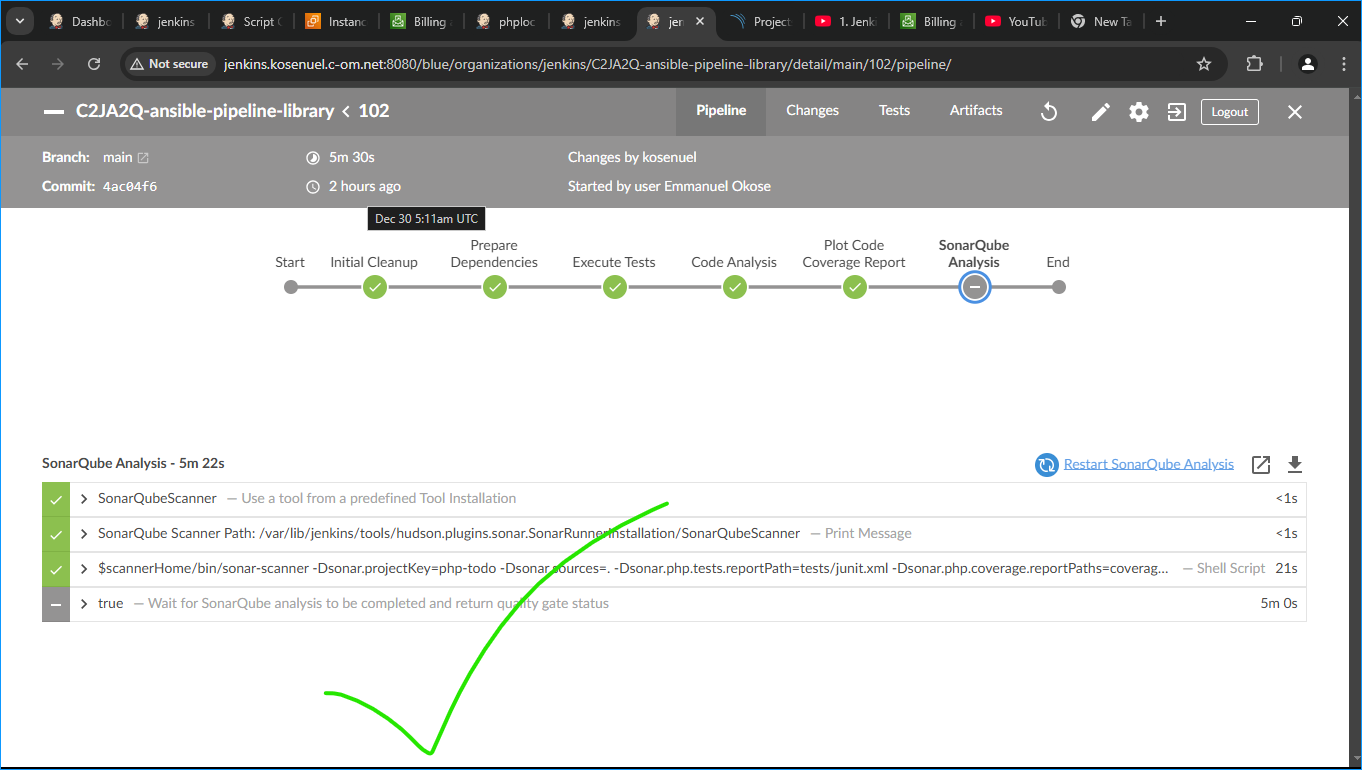 Dashbo
jenkins
Script C
Instanc
Billing a
phploc
jenkins
jen
Project:
1. Jenki
Billing a
YouTub
New Ta
Not secure
jenkins.kosenuel.c-om.net:8080/blue/organizations/jenkins/C2JA2Q-ansible-pipeline-library/detail/main/102/pipeline/
C2JA2Q-ansible-pipeline-library < 102
Pipeline
Changes
Tests
Artifacts
Logout
Branch: main
5m 30s
Changes by kosenuel
Commit: 4ac04f6
2 hours ago
Started by user Emmanuel Okose
Dec 30 5:11am UTC
Start
Initial Cleanup
Prepare
Dependencies
Execute Tests
Code Analysis
Plot Code
Coverage Report
SonarQube
Analysis
End
SonarQube Analysis - 5m 22s
Restart SonarQube Analysis
SonarQubeScanner — Use a tool from a predefined Tool Installation <1s
SonarQube Scanner Path: /var/lib/jenkins/tools/hudson.plugins.sonar.SonarRunnerInstallation/SonarQubeScanner — Print Message <1s
$scannerHome/bin/sonar-scanner -Dsonar.projectKey=php-todo -Dsonar.sources=. -Dsonar.php.tests.reportPath=tests/junit.xml -Dsonar.php.coverage.reportPaths=coverag... — Shell Script 21s
true — Wait for SonarQube analysis to be completed and return quality gate status 5m 0s